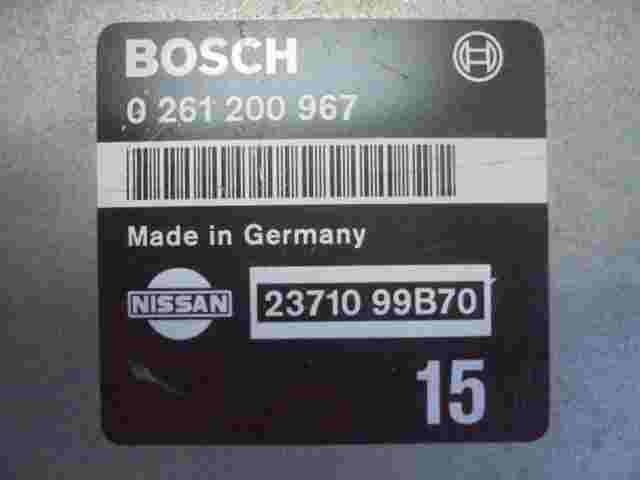 BOSCH
0 261 200 967
Made in Germany
NISSAN
23710 99B70
15